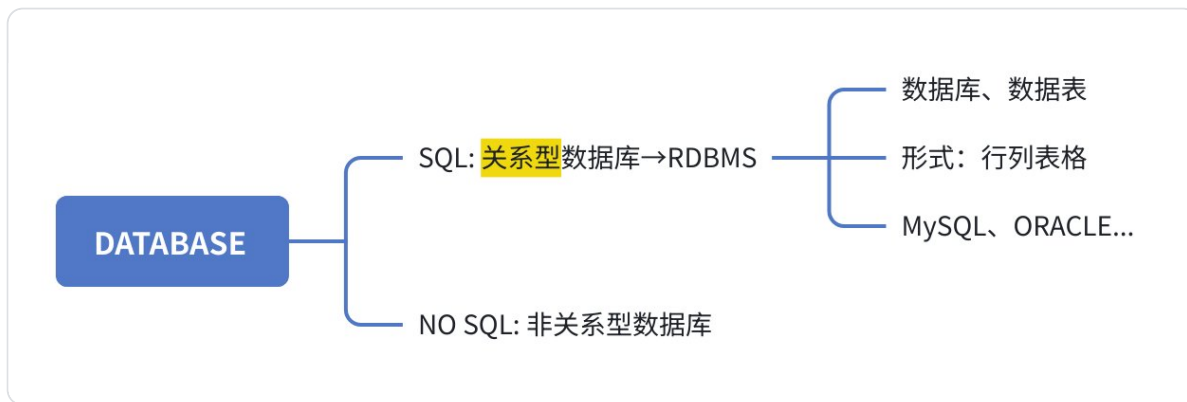 DATABASE
SQL: 关系型数据库→RDBMS
数据库、数据表
形式：行列表格
MySQL、ORACLE...
NO SQL: 非关系型数据库